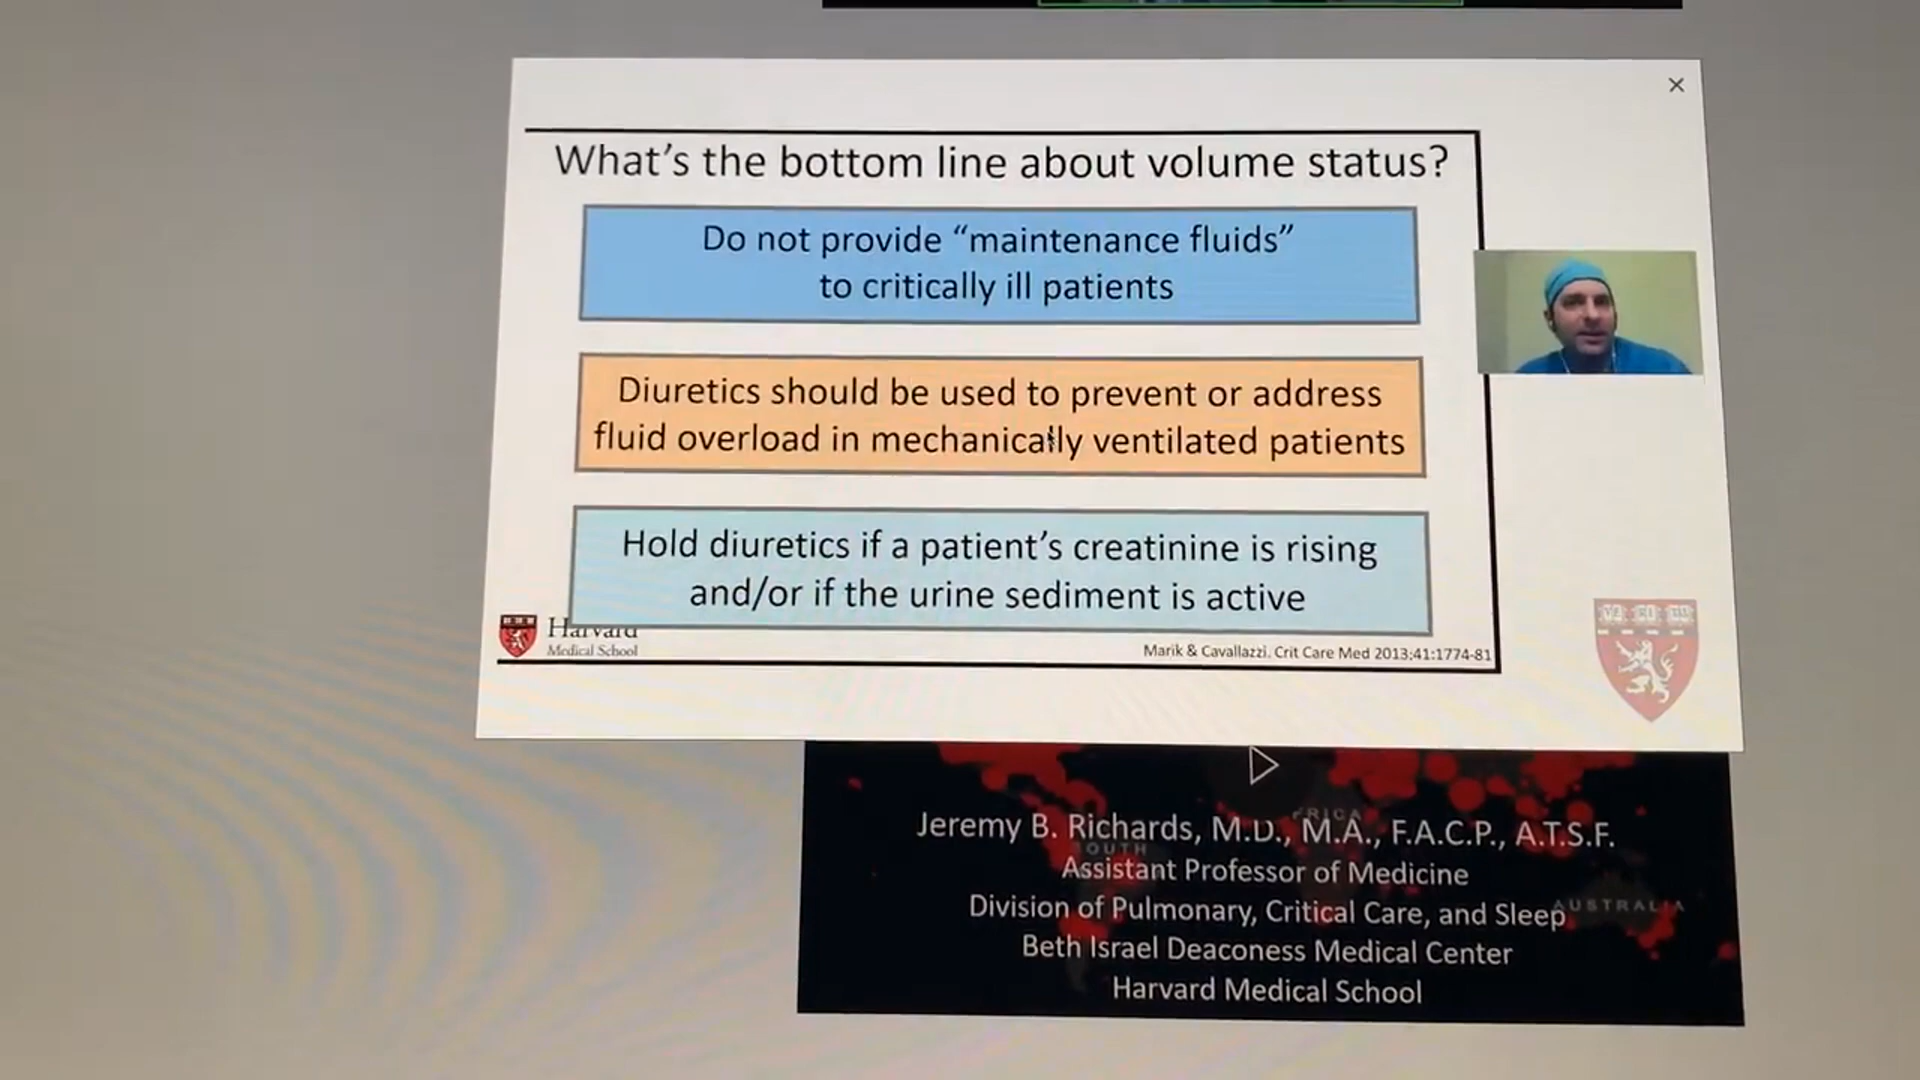 What's the bottom line about volume status?
Do not provide “maintenance fluids”
to critically ill patients
Diuretics should be used to prevent or address
fluid overload in mechanically ventilated patients
Hold diuretics if a patient's creatinine is rising
and/or if the urine sediment is active
Harvard
Medical School
Marik & Cavallazzi. Crit Care Med 2013;41:1774-81
Jeremy B. Richards, M.D., M.A., F.A.C.P., A.T.S.F.
SOUTH
Assistant Professor of Medicine
Division of Pulmonary, Critical Care, and Sleep
AUSTRALIA
Beth Israel Deaconess Medical Center
Harvard Medical School